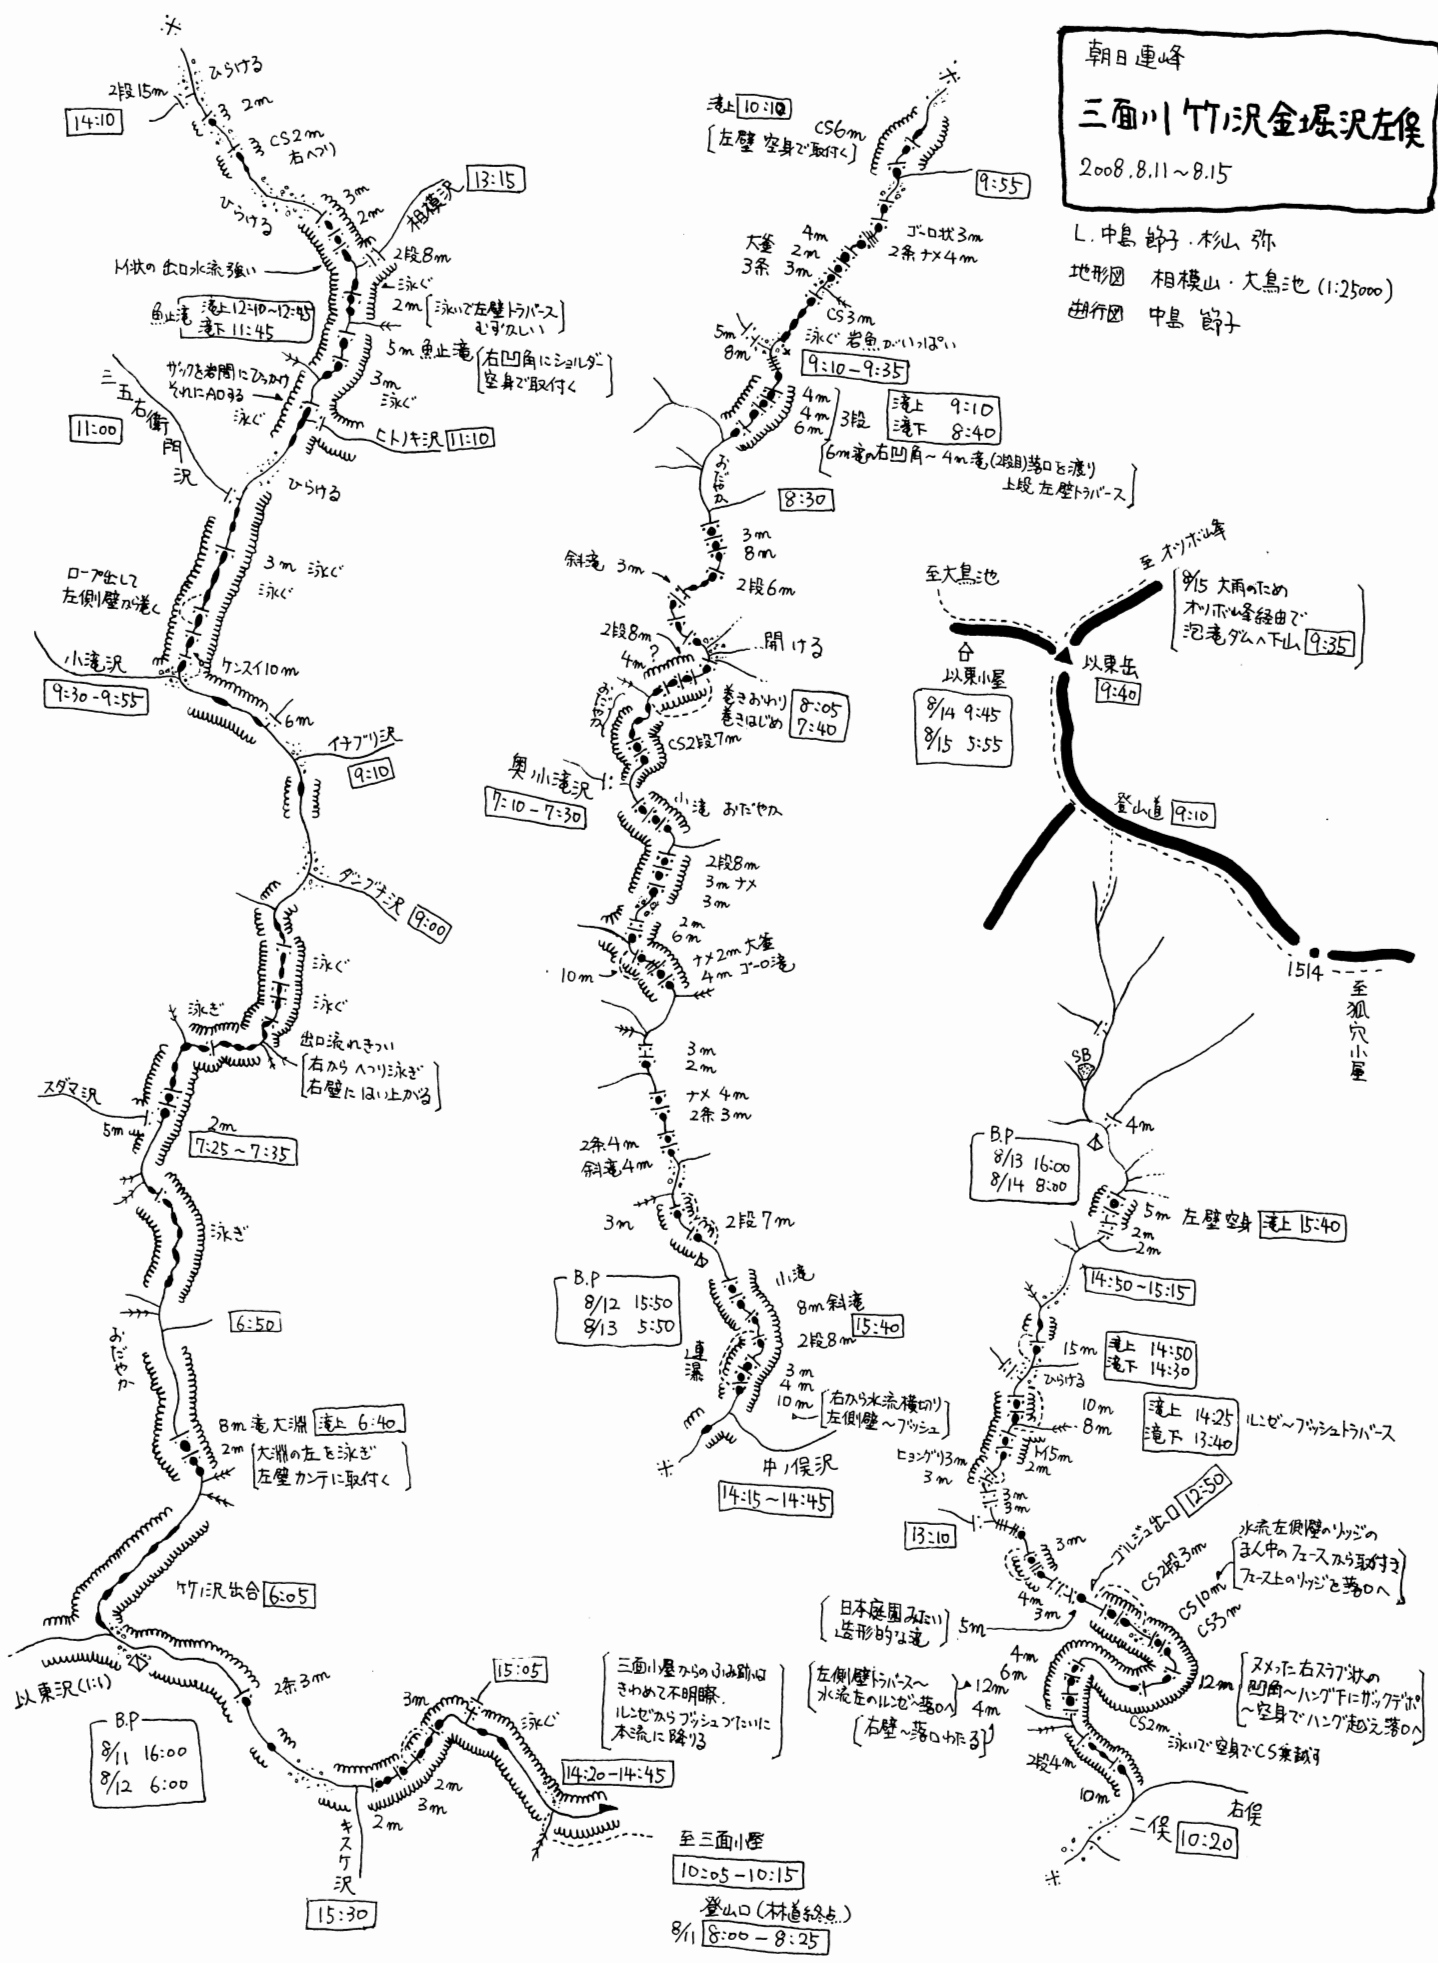 朝日連峰
三面川 竹ノ沢金堀沢左俣
2008.8.11〜8.15
L.中島 節子・杉山 弥
地形図 相模山・大鳥池(1:25000)
遡行図 中島 節子
登山口(林道終点)
8/11 8:00-8:25
至三面小屋
10:05-10:15
三面小屋からのふみ跡は
きわめて不明瞭.
ルンゼからブッシュづたいに
本流に降りる
14:20-14:45
泳ぐ
15:05
3m
2m
3m
2m
キスケ沢
15:30
2条3m
以東沢(1:1)
B.P
8/11 16:00
8/12 6:00
竹ノ沢出合 6:05
8m滝大淵 滝上 6:40
2m
大淵の左を泳ぎ
左壁カンテに取付く
おだやか
6:50
泳ぎ
スダマ沢
5m
2m
7:25〜7:35
泳ぎ
出口流れきつい
右からへつり泳ぎ
右壁にはい上がる
泳ぐ
泳ぐ
ダンブナ沢 9:00
イチブリ沢
9:10
6m
小滝沢
9:30-9:55
ケンスイ10m
ロープ出して
左側壁から巻く
3m 泳ぐ
泳ぐ
三五右衛門沢
11:00
ひらける
ヒトノキ沢 11:10
ザックを岩間にひっかけ
それにA0する
泳ぐ
3m
泳ぐ
5m 魚止滝
右凹角にショルダー
空身で取付く
魚止滝
滝上 12:10〜12:45
滝下 11:45
トイ状の出口水流強い
泳ぐ
2m
泳いで左壁トラバース
むずかしい
2段8m
相模沢
13:15
3m
2m
ひらける
CS2m
右へつり
2m
2段15m
14:10
ひらける
中ノ俣沢
14:15〜14:45
10m
右から水流横切り
左側壁〜ブッシュ
4m
3m
連瀑
2段8m
15:40
8m斜滝
小滝
B.P
8/12 15:50
8/13 5:50
2段7m
3m
斜滝4m
2条4m
2条3m
ナメ 4m
2m
3m
10m
4m ゴーロ滝
ナメ2m 大釜
6m
2m
3m
3m ナメ
2段8m
小滝 おだやか
奥ノ小滝沢
7:10-7:30
CS2段7m
おだやか
巻きおわり 8:05
巻きはじめ 7:40
4m?
2段8m
開ける
斜滝 3m
2段6m
8m
3m
8:30
おだやか
6m滝の右凹角〜4m滝(2段目)落口を渡り
上段左壁トラバース
4m
4m
6m
3段
滝上 9:10
滝下 8:40
8m
5m
泳ぐ 岩魚がいっぱい
9:10-9:35
CS3m
大釜
3条 3m
2m
4m
2条ナメ4m
ゴーロ状3m
9:55
CS6m
滝上 10:10
左壁 空身で取付く
二俣 10:20
右俣
10m
2段4m
泳いで空身でCS乗越す
CS2m
右壁〜落口わたる
4m
12m
左側壁トラバース〜
水流左のルンゼ〜落口へ
6m
4m
12m
ヌメった右スラブ状の
凹角〜ハング下にザックデポ
〜空身でハング越え落口へ
CS3m
CS10m
水流左側壁のリッジの
まん中のフェースから取付き
フェース上のリッジを落口へ
CS2段3m
ゴルジュ出口 12:50
日本庭園みたい
造形的な滝
5m
3m
4m
3m
13:10
3m
3m
3m
ヒョングリ3m
2m
トイ5m
8m
10m
滝上 14:25
滝下 13:40
ルンゼ〜ブッシュトラバース
ひらける
15m
滝上 14:50
滝下 14:30
14:50-15:15
2m
2m
5m 左壁空身 滝上 15:40
B.P
8/13 16:00
8/14 8:00
4m
SB
登山道 9:10
1514
至狐穴小屋
以東岳
9:40
以東小屋
8/14 9:45
8/15 5:55
至大鳥池
至オツボ峰
8/15 大雨のため
オツボ峰経由で
泡滝ダムへ下山 9:35